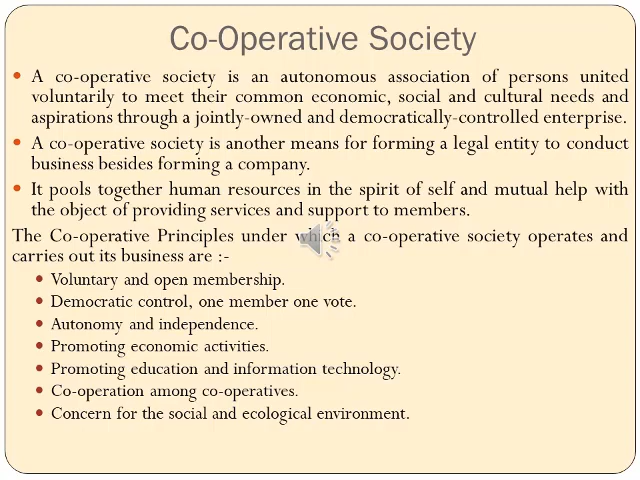 Co-Operative Society
• A co-operative society is an autonomous association of persons united
voluntarily to meet their common economic, social and cultural needs and
aspirations through a jointly-owned and democratically-controlled enterprise.
• A co-operative society is another means for forming a legal entity to conduct
business besides forming a company.
• It pools together human resources in the spirit of self and mutual help with
the object of providing services and support to members.
The Co-operative Principles under which a co-operative society operates and
carries out its business are :-
• Voluntary and open membership.
• Democratic control, one member one vote.
• Autonomy and independence.
• Promoting economic activities.
• Promoting education and information technology.
• Co-operation among co-operatives.
• Concern for the social and ecological environment.